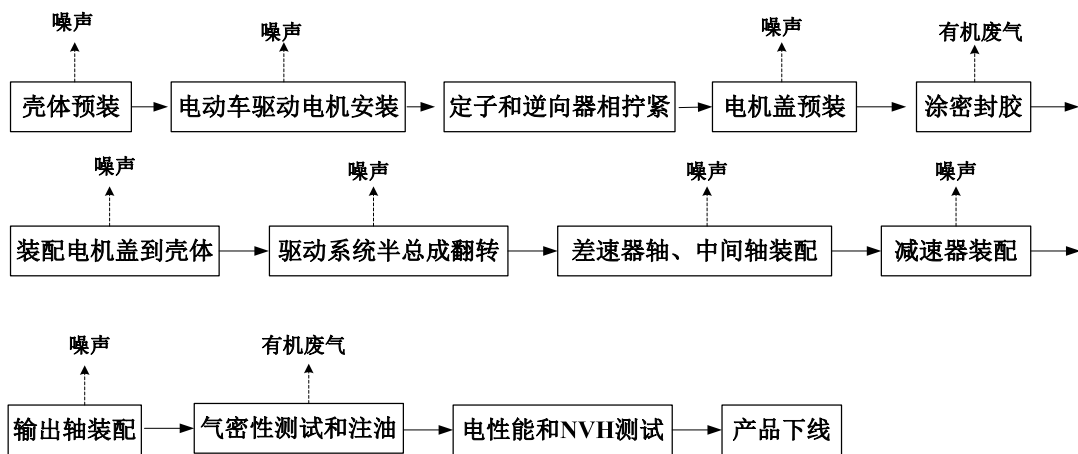 噪声 噪声 噪声 有机废气
壳体预装 电动车驱动电机安装 定子和逆向器相拧紧 电机盖预装 涂密封胶
噪声 噪声 噪声 噪声
装配电机盖到壳体 驱动系统半总成翻转 差速器轴、中间轴装配 减速器装配
噪声 有机废气
输出轴装配 气密性测试和注油 电性能和NVH测试 产品下线